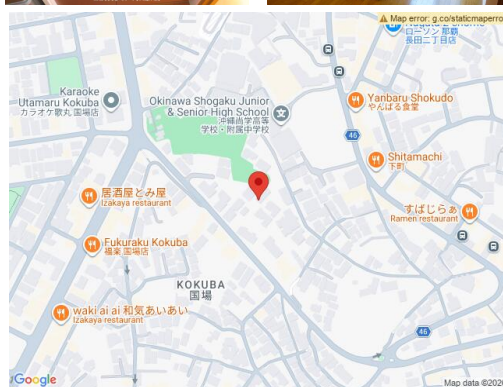 Map error: g.co/staticmaperro
ローソン 那覇
長田二丁目店
Karaoke
Utamaru Kokuba
カラオケ歌丸 国場店
Okinawa Shogaku Junior
& Senior High School
沖縄尚学高等
学校・附属中学校
Yanbaru Shokudo
やんばる食堂
46
Shitamachi
下町
居酒屋とみ屋
Izakaya restaurant
すばじらぁ
Ramen restaurant
Fukuraku Kokuba
福楽 国場店
KOKUBA
国場
waki ai ai 和気あいあい
Izakaya restaurant
46
Google
Map data ©202